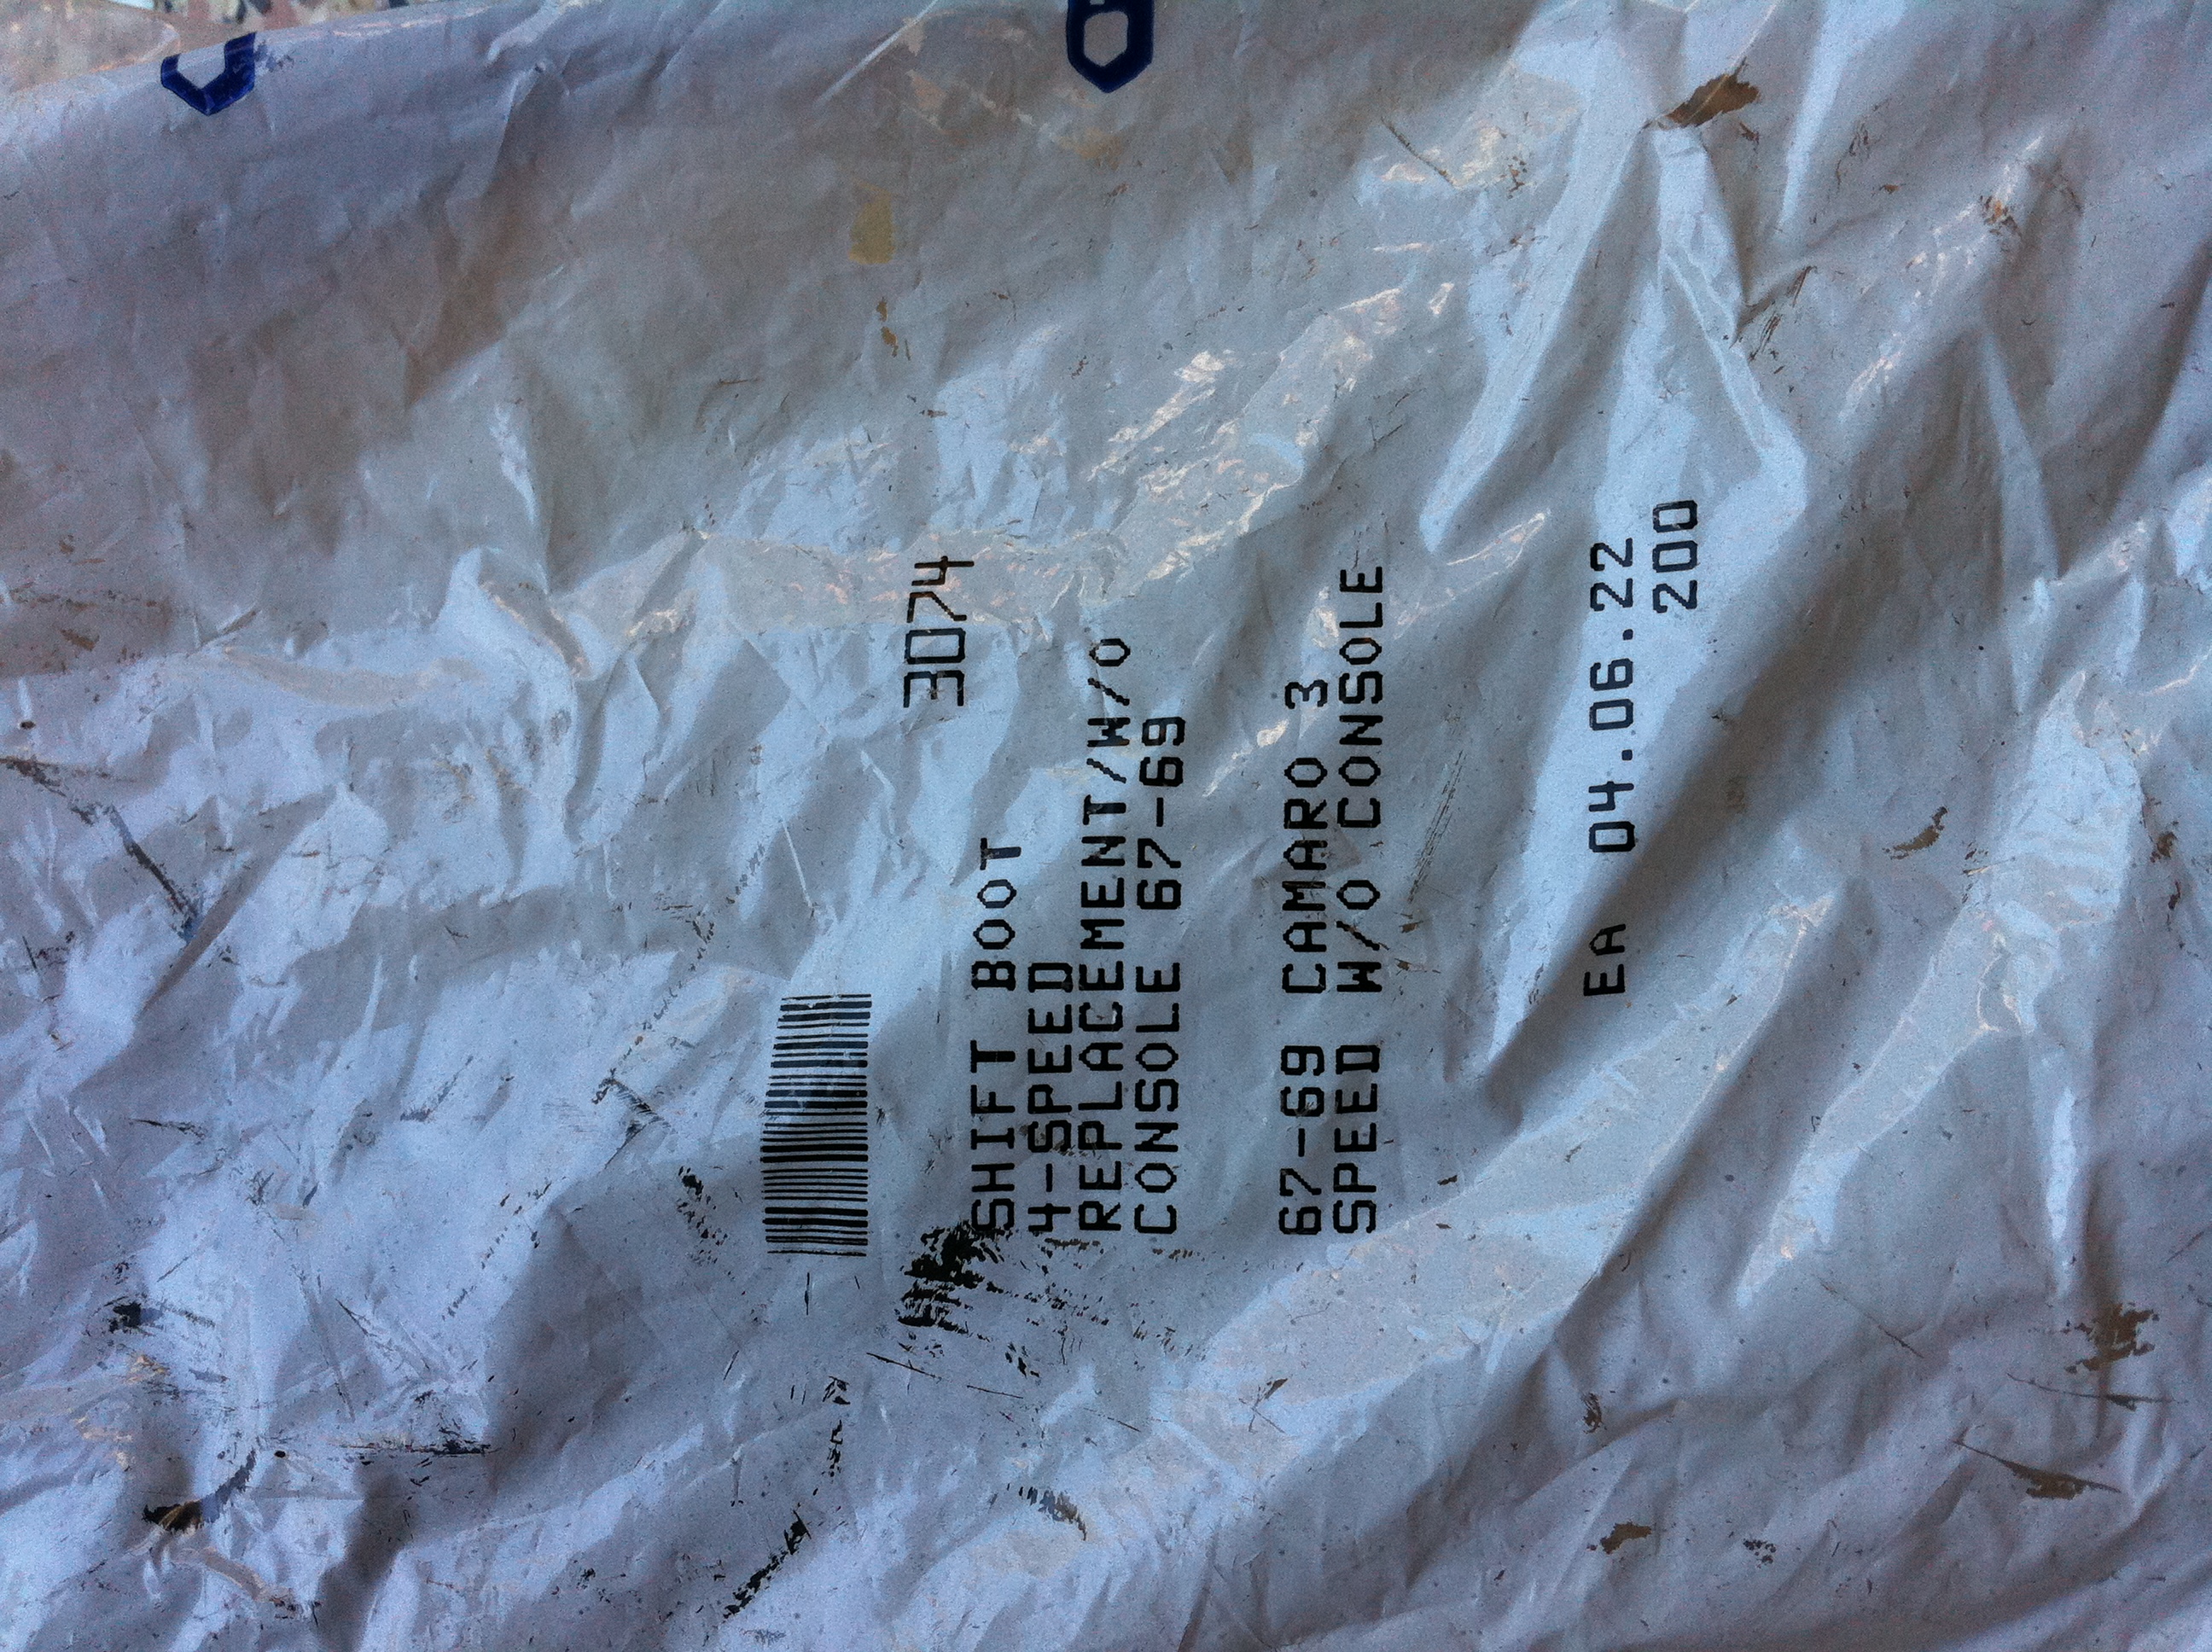 3074
SHIFT BOOT
4-SPEED
REPLACEMENT/W/O
CONSOLE 67-69
67-69 CAMARO 3
SPEED W/O CONSOLE
EA 04.06.22
200